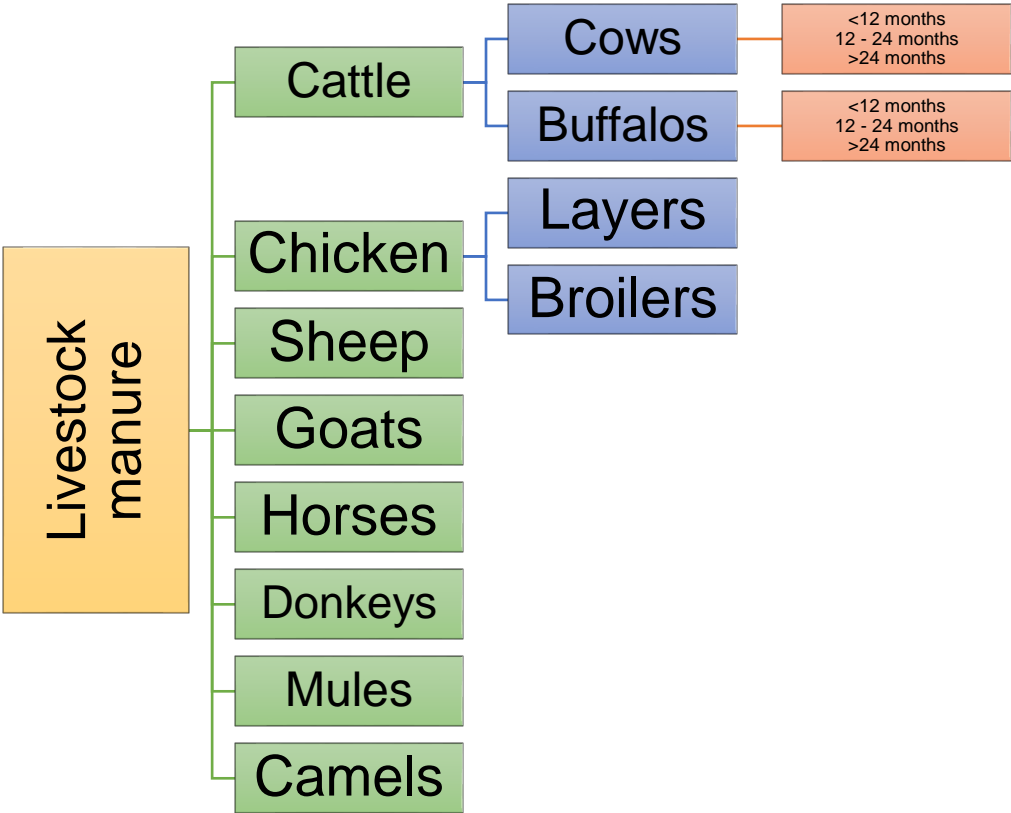 Livestock
manure
Cattle
Cows
<12 months
12 - 24 months
>24 months
Buffalos
<12 months
12 - 24 months
>24 months
Chicken
Layers
Broilers
Sheep
Goats
Horses
Donkeys
Mules
Camels